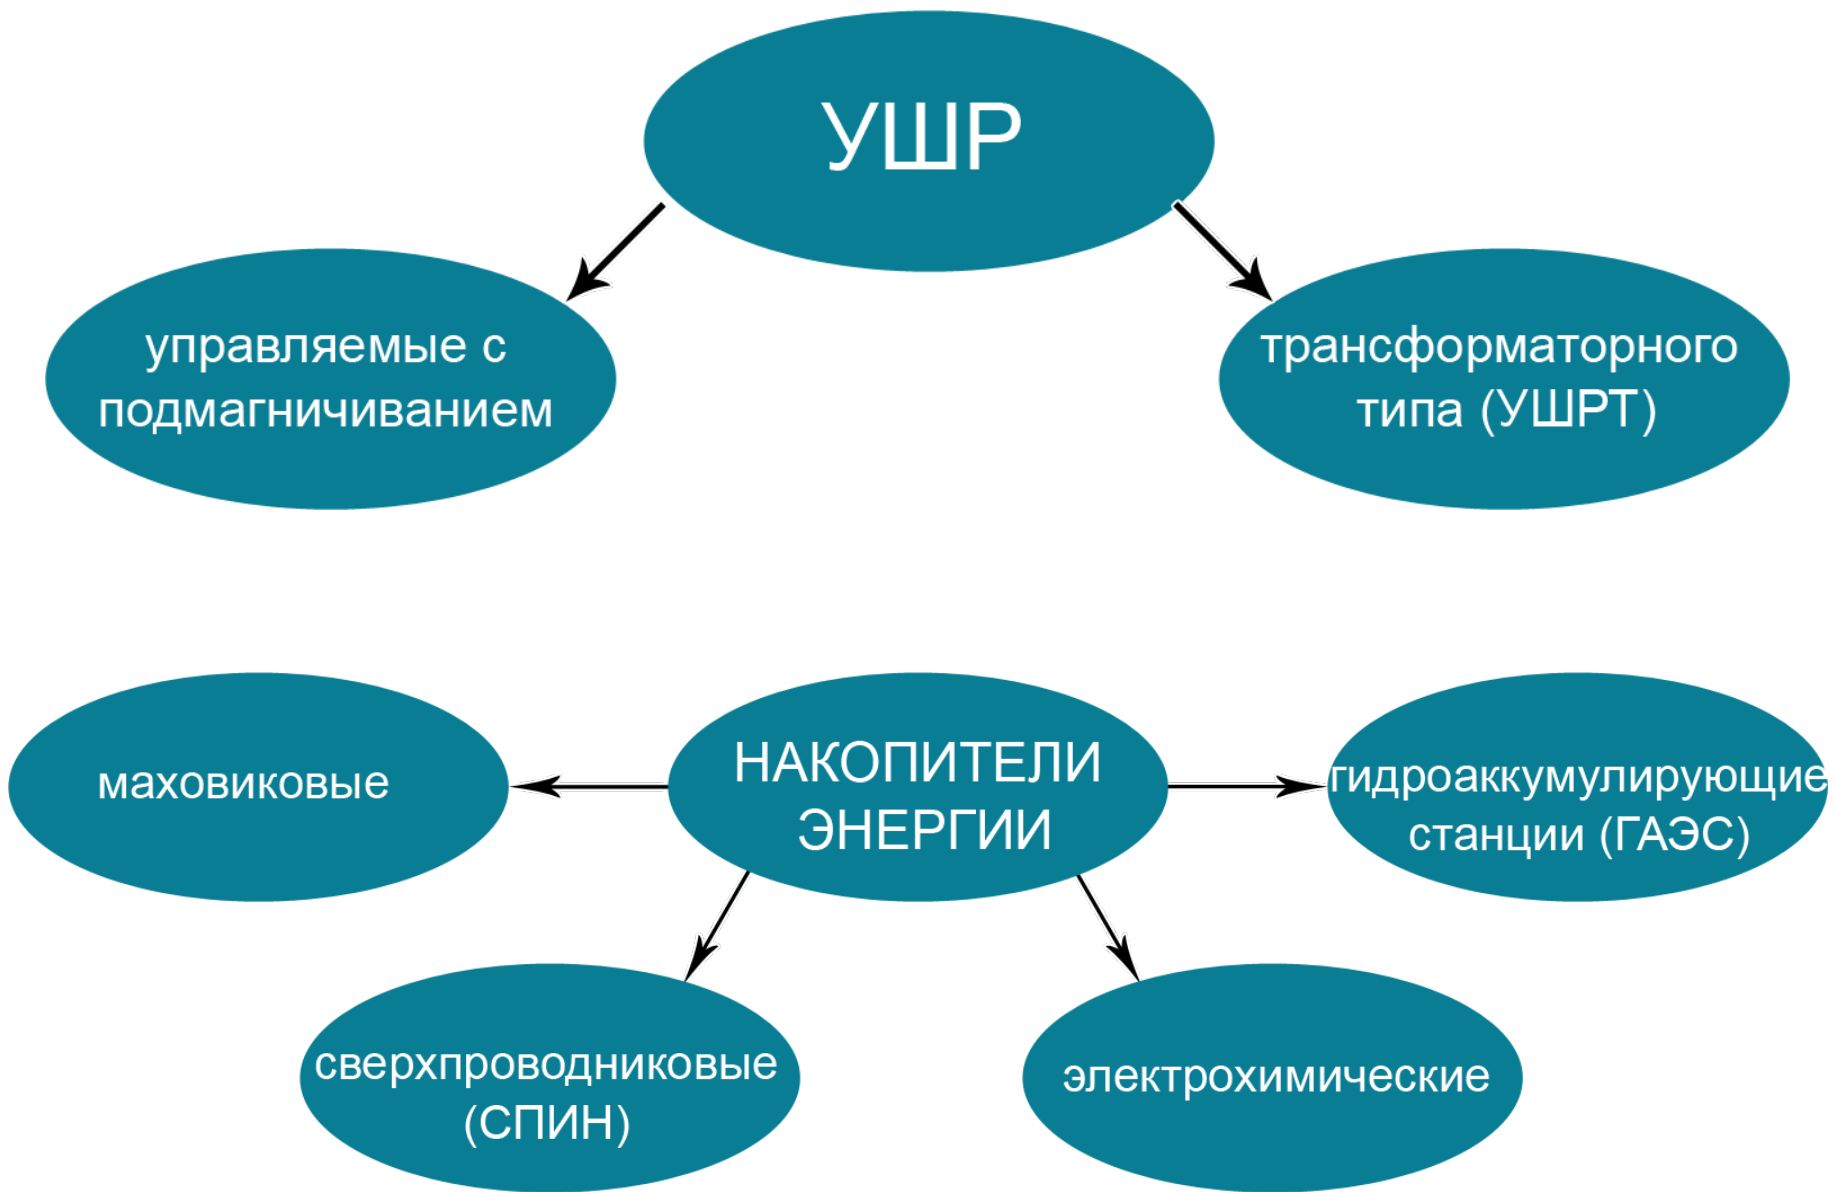 УШР
управляемые с
подмагничиванием
трансформаторного
типа (УШРТ)
маховиковые
НАКОПИТЕЛИ
ЭНЕРГИИ
гидроаккумулирующие
станции (ГАЭС)
сверхпроводниковые
(СПИН)
электрохимические